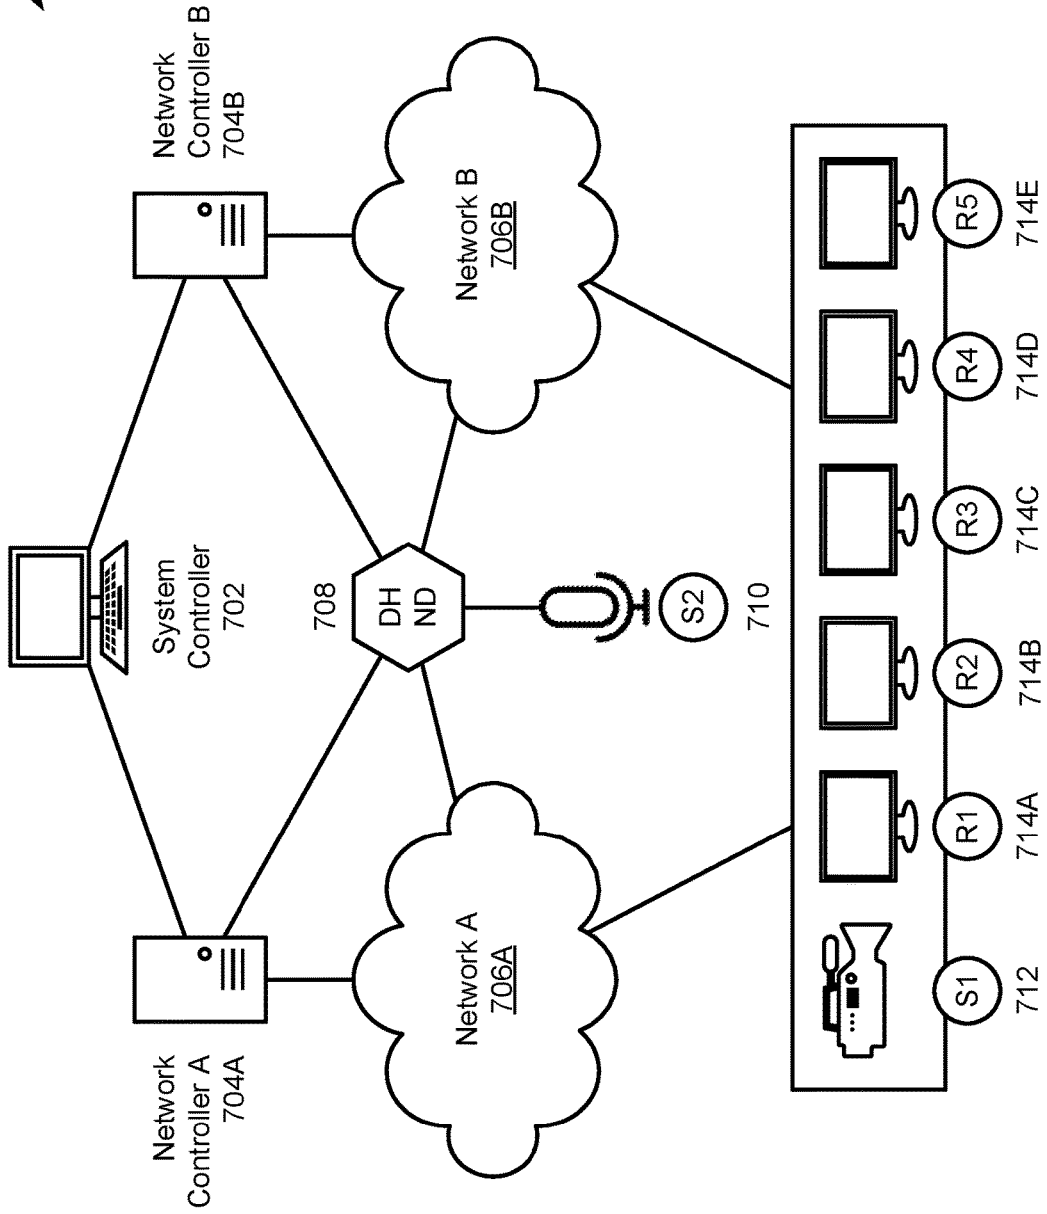 System
Controller
702
Network
Controller A
704A
Network
Controller B
704B
708
DH
ND
Network A
706A
Network B
706B
S2
710
S1
R1
R2
R3
R4
R5
712
714A
714B
714C
714D
714E